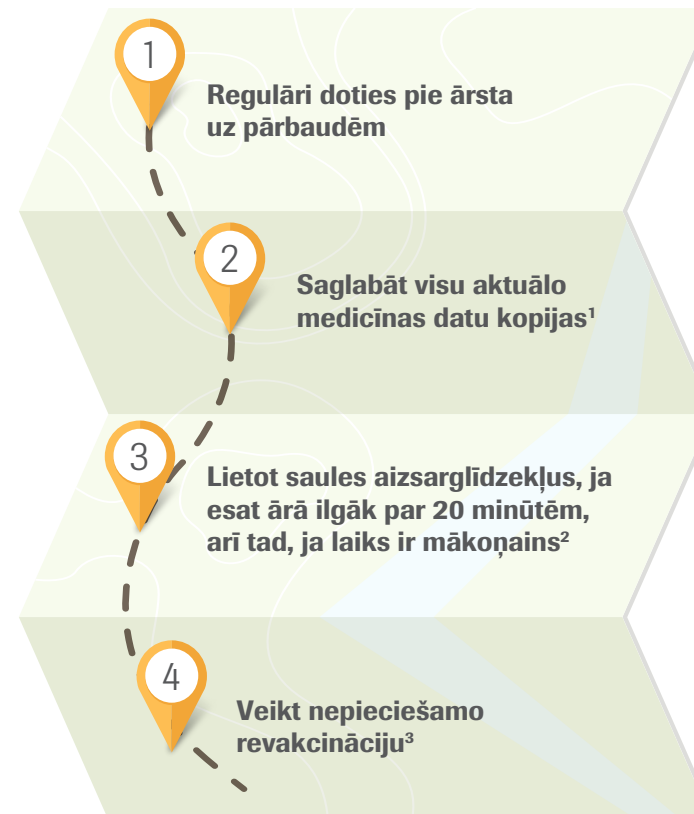 1
Regulāri doties pie ārsta
uz pārbaudēm
2
Saglabāt visu aktuālo
medicīnas datu kopijas¹
3
Lietot saules aizsarglīdzekļus, ja
esat ārā ilgāk par 20 minūtēm,
arī tad, ja laiks ir mākoņains²
4
Veikt nepieciešamo
revakcināciju³